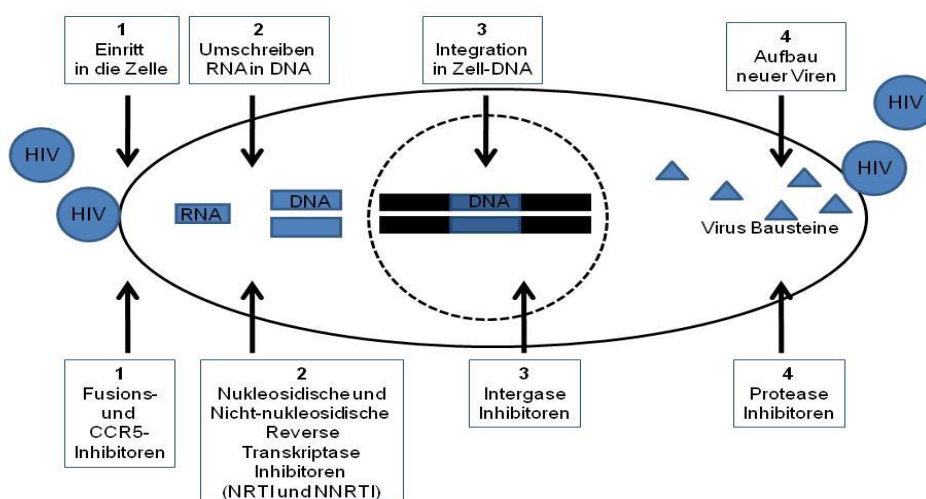 1
Einritt
in die Zelle
2
Umschreiben
RNA in DNA
3
Integration
in Zell-DNA
4
Aufbau
neuer Viren
HIV
HIV
HIV
HIV
RNA
DNA
DNA
Virus Bausteine
1
Fusions-
und
CCR5-
Inhibitoren
2
Nukleosidische und
Nicht-nukleosidische
Reverse
Transkriptase
Inhibitoren
(NRTI und NNRTI)
3
Intergase
Inhibitoren
4
Protease
Inhibitoren